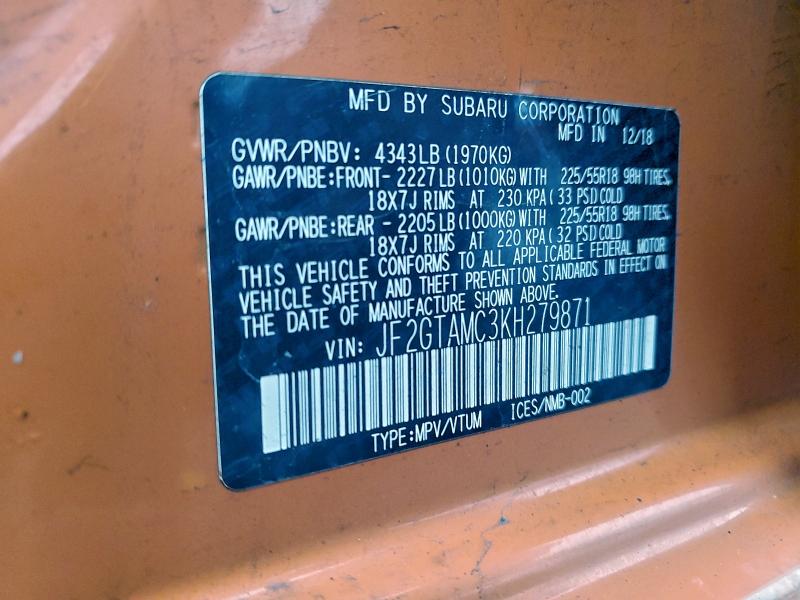 MFD BY SUBARU CORPORATION
MFD IN 12/18
GVWR/PNBV: 4343LB (1970KG)
GAWR/PNBE:FRONT- 2227LB (1010KG)WITH 225/55R18 98H TIRES,
18X7J RIMS AT 230 KPA (33 PSI)COLD
GAWR/PNBE:REAR - 2205LB (1000KG)WITH 225/55R18 98H TIRES,
18X7J RIMS AT 220 KPA (32 PSI)COLD
THIS VEHICLE CONFORMS TO ALL APPLICABLE FEDERAL MOTOR
VEHICLE SAFETY AND THEFT PREVENTION STANDARDS IN EFFECT ON
THE DATE OF MANUFACTURE SHOWN ABOVE.
VIN: JF2GTAMC3KH279871
TYPE:MPV/VTUM ICES/NMB-002